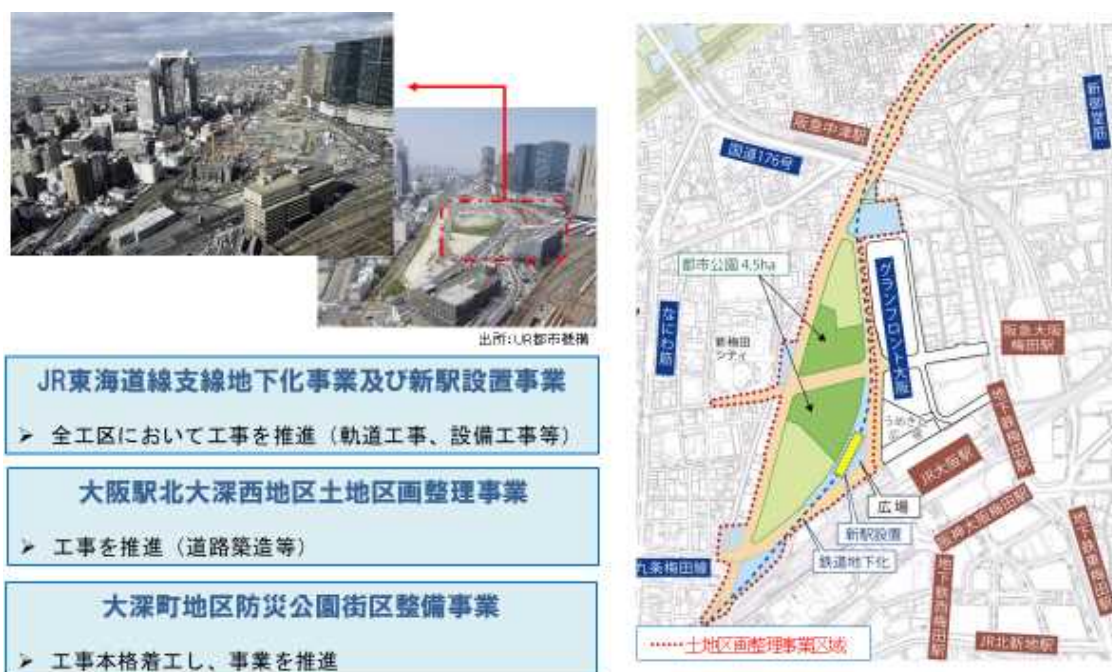 出所:UR都市機構
JR東海道線支線地下化事業及び新駅設置事業
➢ 全工区において工事を推進（軌道工事、設備工事等）
大阪駅北大深西地区土地区画整理事業
➢ 工事を推進（道路築造等）
大深町地区防災公園街区整備事業
➢ 工事本格着工し、事業を推進
新御堂筋
阪急中津駅
国道176号
都市公園 4.5ha
グランフロント大阪
なにわ筋
新梅田
シティ
阪急大阪
梅田駅
うめきた
広場
地下鉄梅田駅
JR大阪駅
広場
新駅設置
阪神大阪梅田駅
鉄道地下化
九条梅田線
地下鉄西梅田駅
地下鉄東梅田駅
JR北新地駅
土地区画整理事業区域